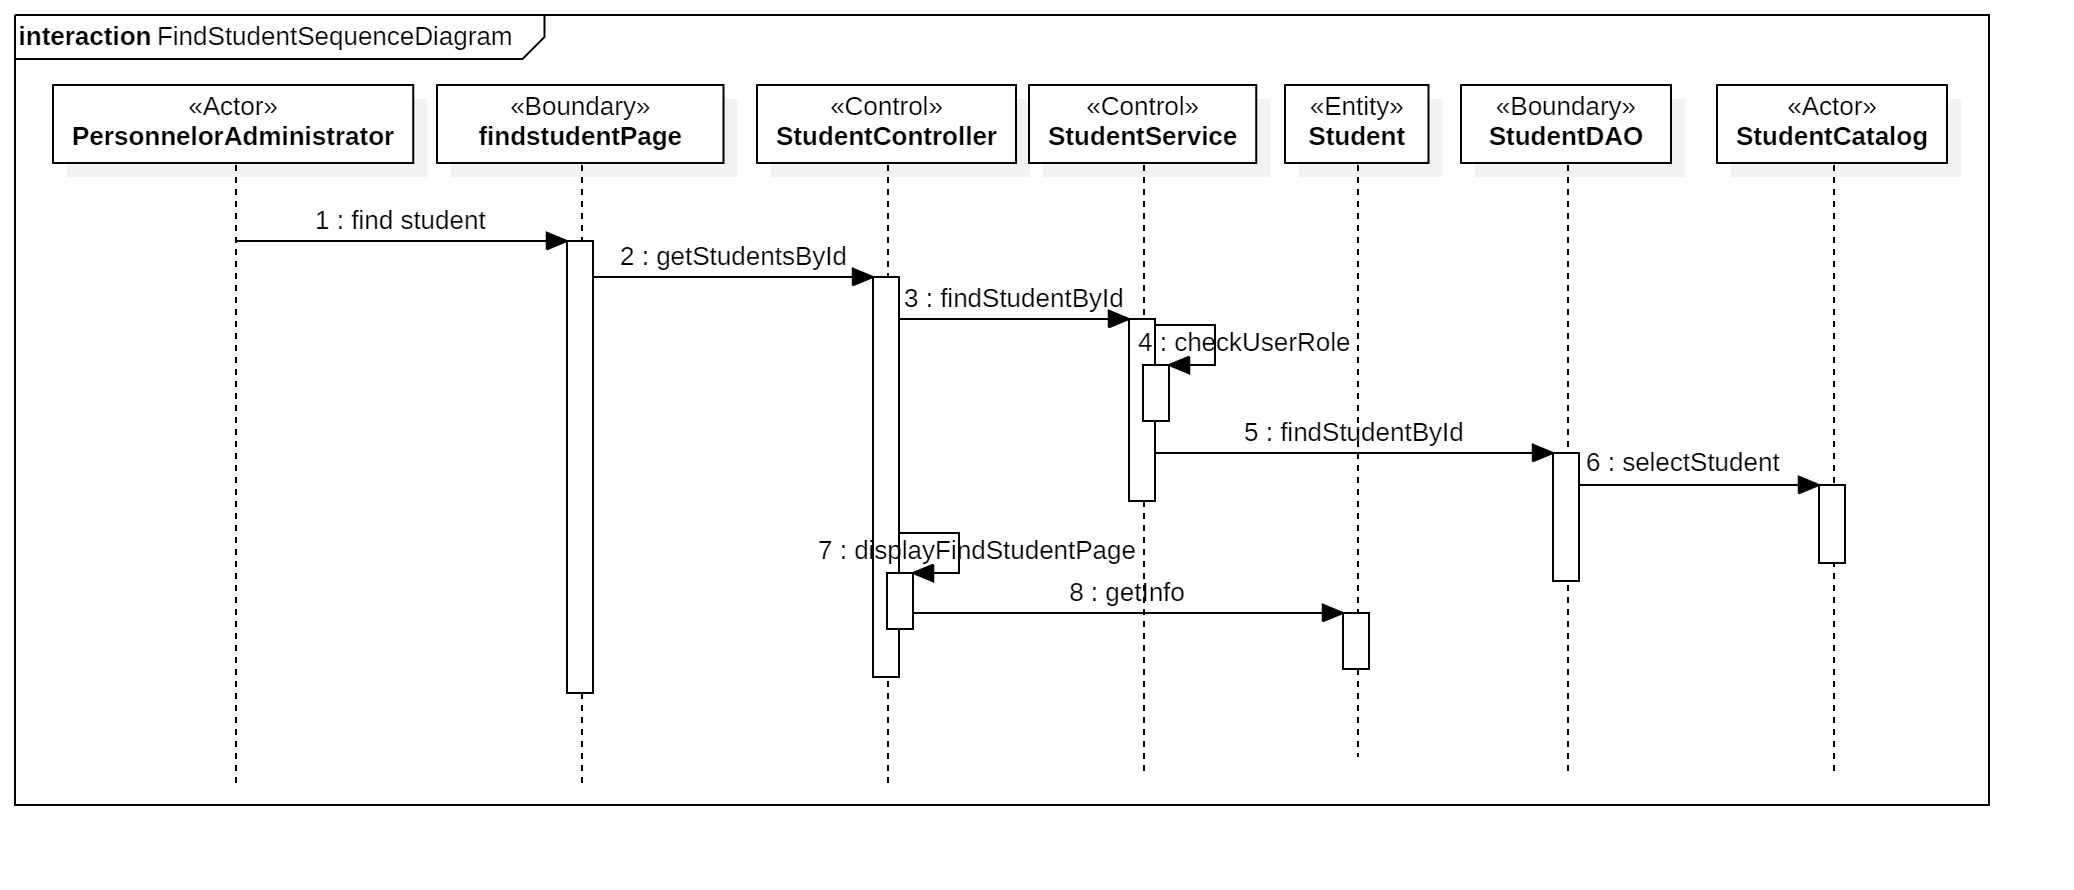 interaction FindStudentSequenceDiagram
«Actor»
PersonnelorAdministrator
«Boundary»
findstudentPage
«Control»
StudentController
«Control»
StudentService
«Entity»
Student
«Boundary»
StudentDAO
«Actor»
StudentCatalog
1 : find student
2 : getStudentsById
3 : findStudentById
4 : checkUserRole
5 : findStudentById
6 : selectStudent
7 : displayFindStudentPage
8 : getInfo